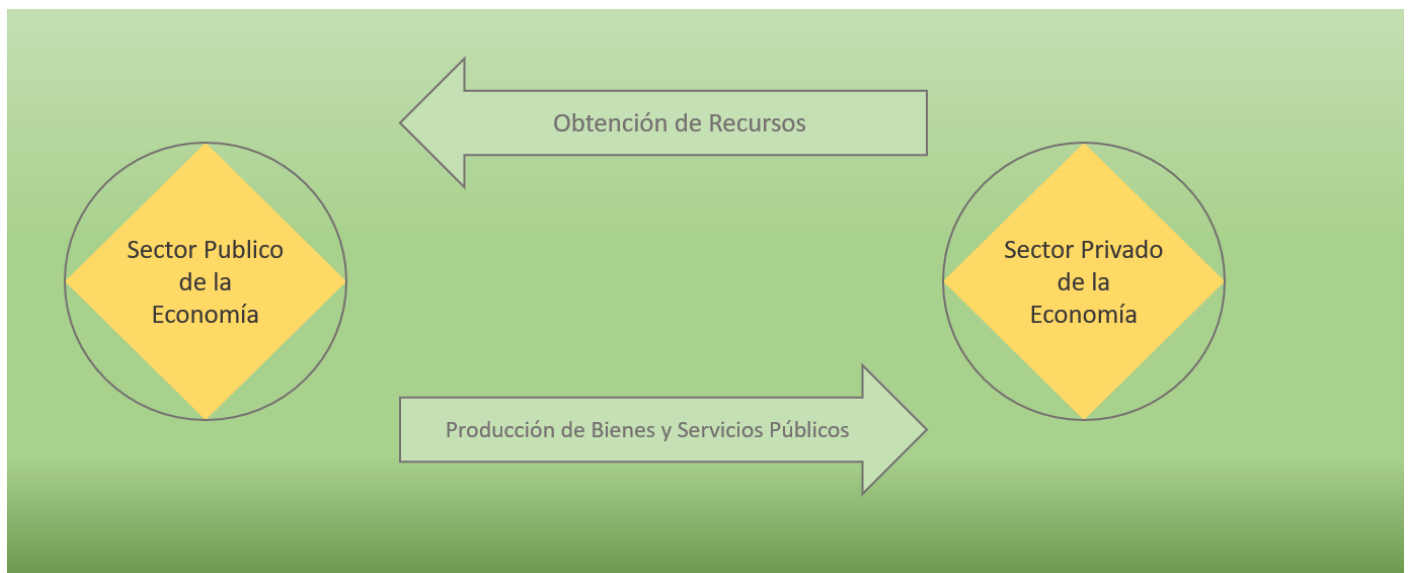 Obtención de Recursos
Sector Publico
de la
Economía
Sector Privado
de la
Economía
Producción de Bienes y Servicios Públicos